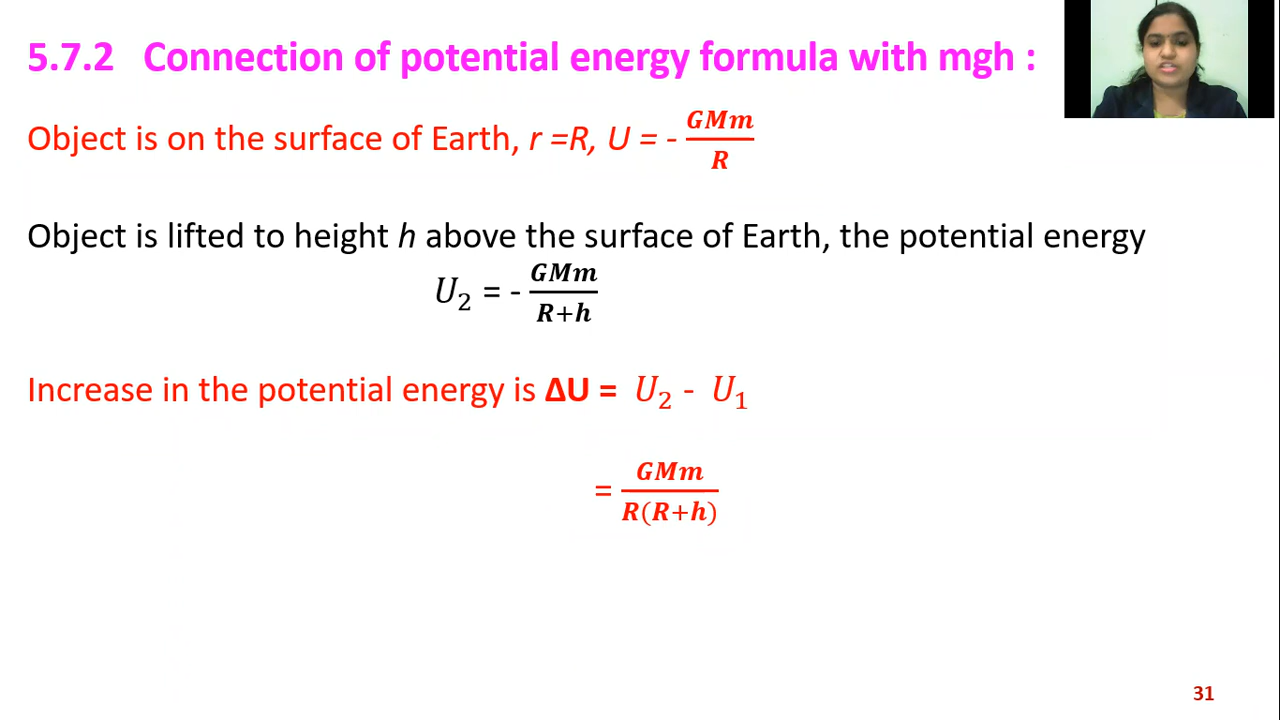 5.7.2 Connection of potential energy formula with mgh :
Object is on the surface of Earth, r =R, U = - GMm/R
Object is lifted to height h above the surface of Earth, the potential energy
U₂ = - GMm/R+h
Increase in the potential energy is ΔU = U₂ - U₁
= GMm/R(R+h)
31